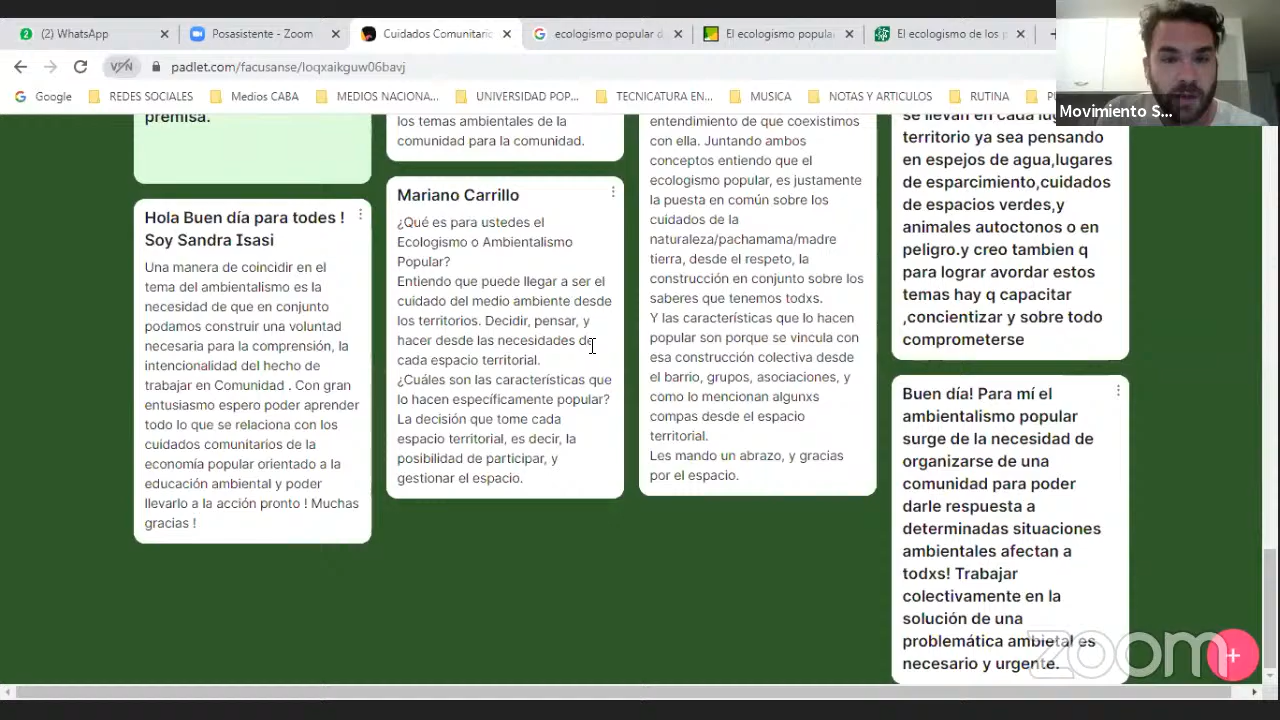 (2) WhatsApp
Posasistente - Zoom
Cuidados Comunitario
ecologismo popular d
El ecologismo popula
El ecologismo de los p
padlet.com/facusanse/loqxaikguw06bavj
Google
REDES SOCIALES
Medios CABA
MEDIOS NACIONA...
UNIVERSIDAD POP...
TECNICATURA EN...
MUSICA
NOTAS Y ARTICULOS
RUTINA
Movimiento S...
premisa.
Hola Buen día para todes !
Soy Sandra Isasi
Una manera de coincidir en el
tema del ambientalismo es la
necesidad de que en conjunto
podamos construir una voluntad
necesaria para la comprensión, la
intencionalidad del hecho de
trabajar en Comunidad . Con gran
entusiasmo espero poder aprender
todo lo que se relaciona con los
cuidados comunitarios de la
economía popular orientado a la
educación ambiental y poder
llevarlo a la acción pronto ! Muchas
gracias !
los temas ambientales de la
comunidad para la comunidad.
Mariano Carrillo
¿Qué es para ustedes el
Ecologismo o Ambientalismo
Popular?
Entiendo que puede llegar a ser el
cuidado del medio ambiente desde
los territorios. Decidir, pensar, y
hacer desde las necesidades de
cada espacio territorial.
¿Cuáles son las características que
lo hacen específicamente popular?
La decisión que tome cada
espacio territorial, es decir, la
posibilidad de participar, y
gestionar el espacio.
entendimiento de que coexistimos
con ella. Juntando ambos
conceptos entiendo que el
ecologismo popular, es justamente
la puesta en común sobre los
cuidados de la
naturaleza/pachamama/madre
tierra, desde el respeto, la
construcción en conjunto sobre los
saberes que tenemos todxs.
Y las características que lo hacen
popular son porque se vincula con
esa construcción colectiva desde
el barrio, grupos, asociaciones, y
como lo mencionan algunxs
compas desde el espacio
territorial.
Les mando un abrazo, y gracias
por el espacio.
se llevan en cada
territorio ya sea pensando
en espejos de agua,lugares
de esparcimiento,cuidados
de espacios verdes,y
animales autoctonos o en
peligro.y creo tambien q
para lograr avordar estos
temas hay q capacitar
,concientizar y sobre todo
comprometerse
Buen día! Para mí el
ambientalismo popular
surge de la necesidad de
organizarse de una
comunidad para poder
darle respuesta a
determinadas situaciones
ambientales afectan a
todxs! Trabajar
colectivamente en la
solución de una
problemática ambietal es
necesario y urgente.
zoom